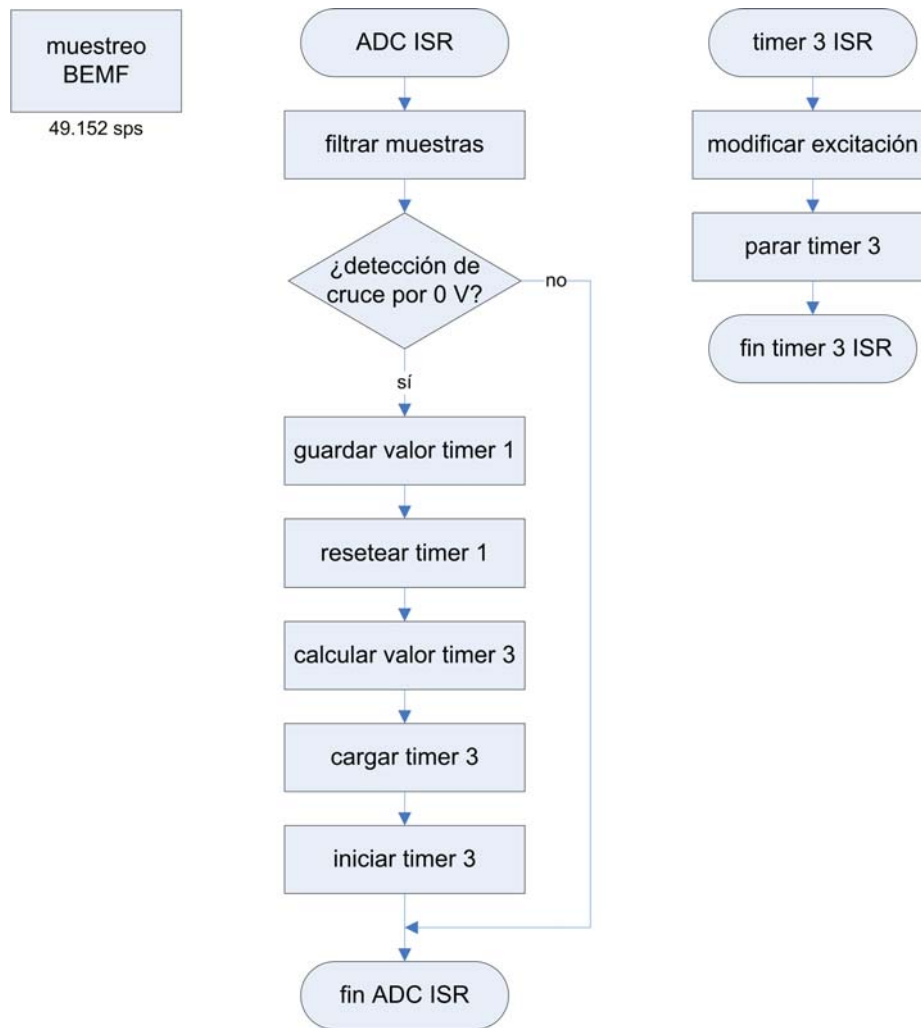 muestreo
BEMF
49.152 sps
ADC ISR
filtrar muestras
¿detección de
cruce por 0 V?
no
sí
guardar valor timer 1
resetear timer 1
calcular valor timer 3
cargar timer 3
iniciar timer 3
fin ADC ISR
timer 3 ISR
modificar excitación
parar timer 3
fin timer 3 ISR